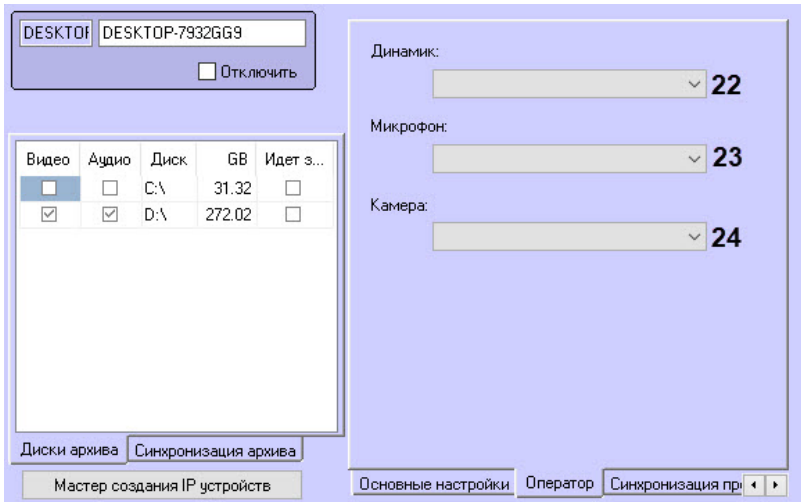 DESKTOP DESKTOP-7932GG9
Отключить
Видео Аудио Диск GB Идет з...
C:\ 31.32
D:\ 272.02
Диски архива Синхронизация архива
Мастер создания IP устройств
Динамик:
22
Микрофон:
23
Камера:
24
Основные настройки Оператор Синхронизация пр